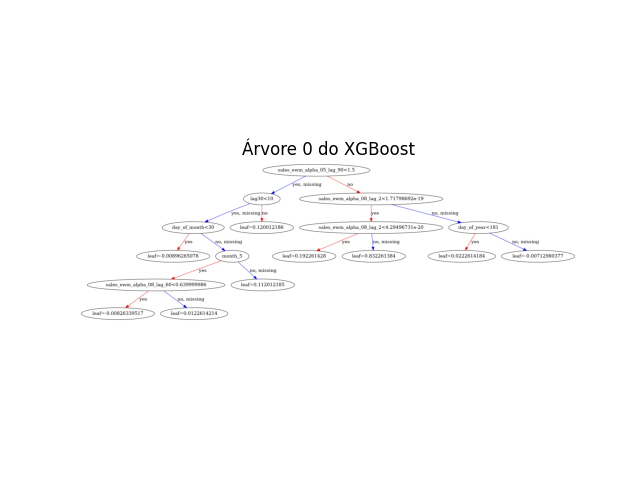 Árvore 0 do XGBoost
sales_ewm_alpha_05_lag_90<1.5
yes, missing
no
lag30<10
sales_ewm_alpha_08_lag_2<1.71798692e-19
yes, missing
no
yes
no, missing
day_of_month<30
leaf=0.120012186
sales_ewm_alpha_08_lag_2<4.29496731e-20
day_of_year<181
yes
no, missing
yes
no, missing
yes
no, missing
leaf=-0.00896265078
month_5
leaf=0.192261428
leaf=0.832261384
leaf=0.0222614184
leaf=-0.00712980377
yes
no, missing
sales_ewm_alpha_08_lag_60<0.639999986
leaf=0.112012185
yes
no, missing
leaf=-0.00826339517
leaf=0.0122614214